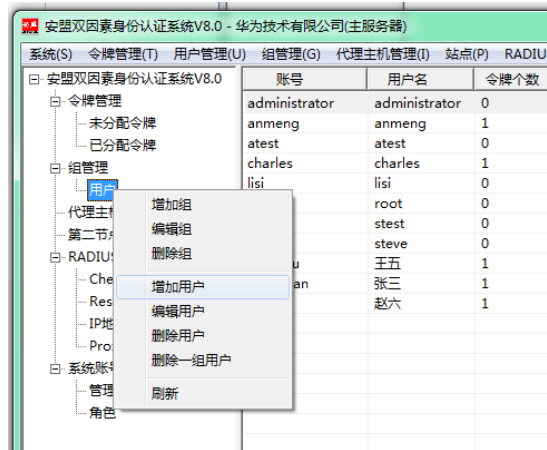 安盟双因素身份认证系统V8.0 - 华为技术有限公司(主服务器)
系统(S) 令牌管理(T) 用户管理(U) 组管理(G) 代理主机管理(I) 站点(P) RADIU
安盟双因素身份认证系统V8.0
令牌管理
未分配令牌
已分配令牌
组管理
用户
代理主
第二节
RADIU
Che
Res
IP地
Pro
系统账
管理
角色
账号 用户名 令牌个数
administrator administrator 0
anmeng anmeng 1
atest atest 0
charles charles 1
lisi lisi 0
root 0
stest 0
steve 0
u 王五 1
an 张三 1
赵六 1
增加组
编辑组
删除组
增加用户
编辑用户
删除用户
删除一组用户
刷新